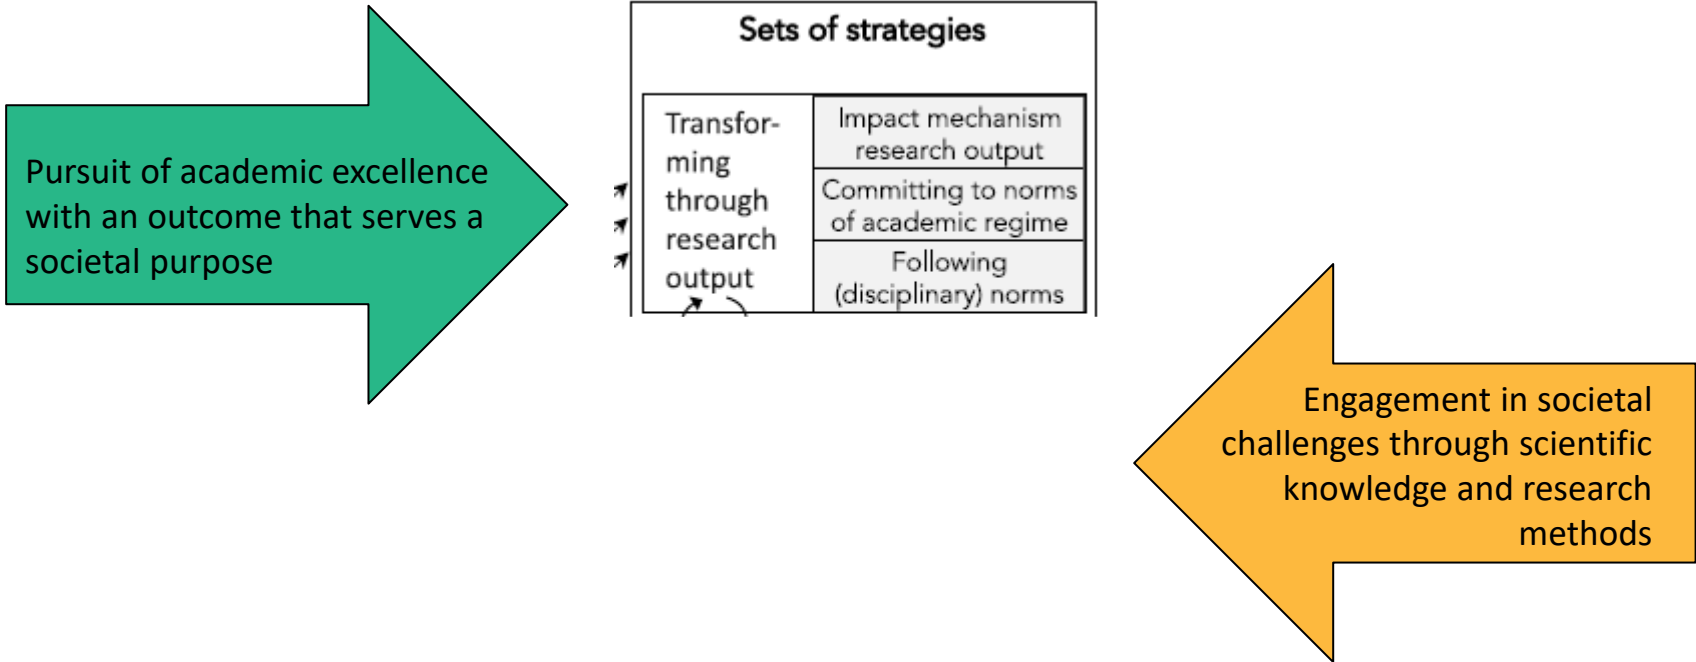 Pursuit of academic excellence
with an outcome that serves a
societal purpose
Sets of strategies
Transfor-
ming
through
research
output
Impact mechanism
research output
Committing to norms
of academic regime
Following
(disciplinary) norms
Engagement in societal
challenges through scientific
knowledge and research
methods